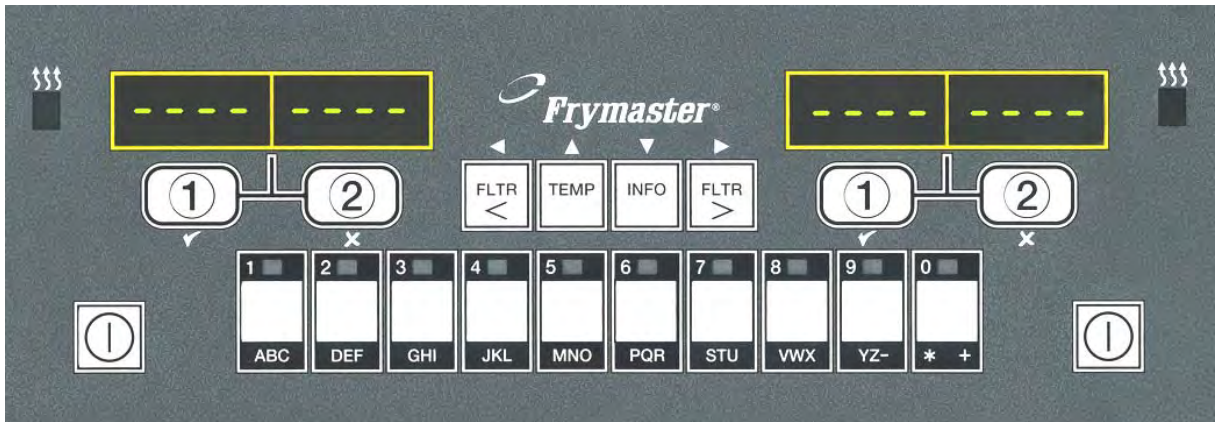 - - - - - - - -
Frymaster®
- - - - - - - -
1 2
FLTR < TEMP INFO FLTR >
1 2
✓ x ✓ x
1 2 3 4 5 6 7 8 9 0
ABC DEF GHI JKL MNO PQR STU VWX YZ- * +